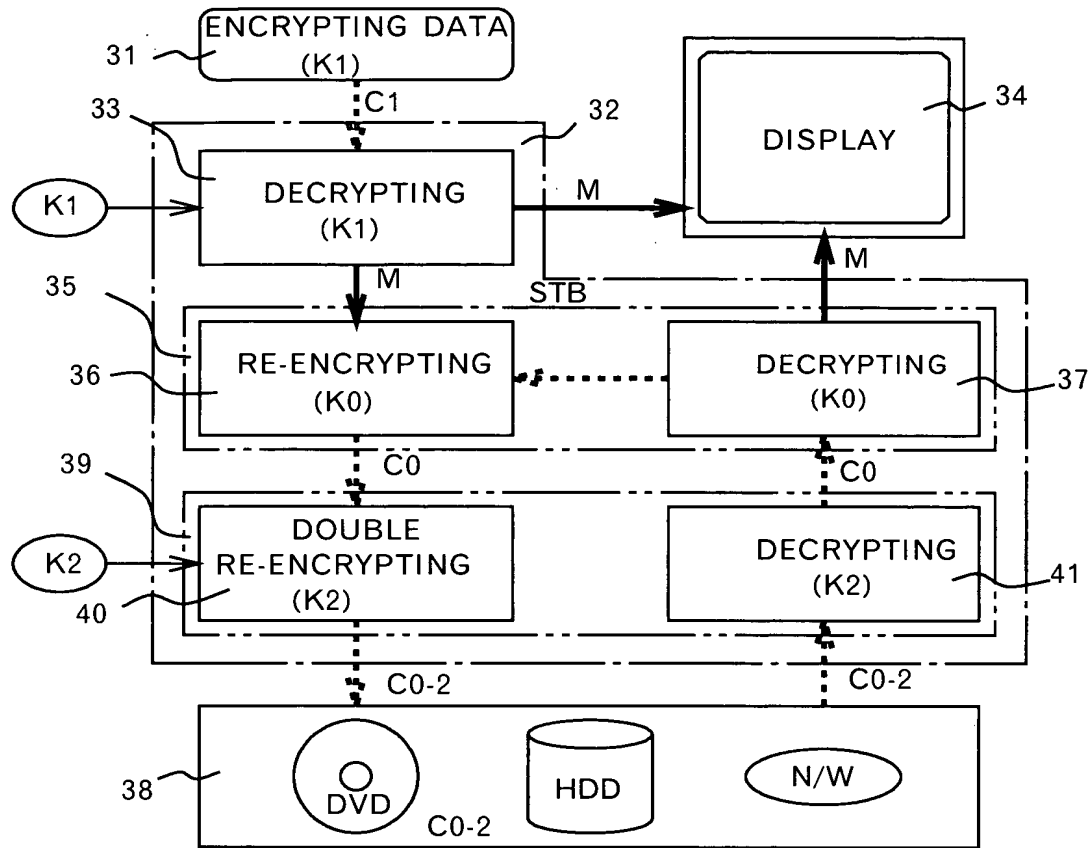 ENCRYPTING DATA
(K1)
31
C1
33
32
34
DISPLAY
K1
DECRYPTING
(K1)
M
M
M
35
STB
36
RE-ENCRYPTING
(K0)
DECRYPTING
(K0)
37
C0
C0
39
K2
DOUBLE
RE-ENCRYPTING
(K2)
40
DECRYPTING
(K2)
41
C0-2
C0-2
38
DVD
HDD
N/W
C0-2